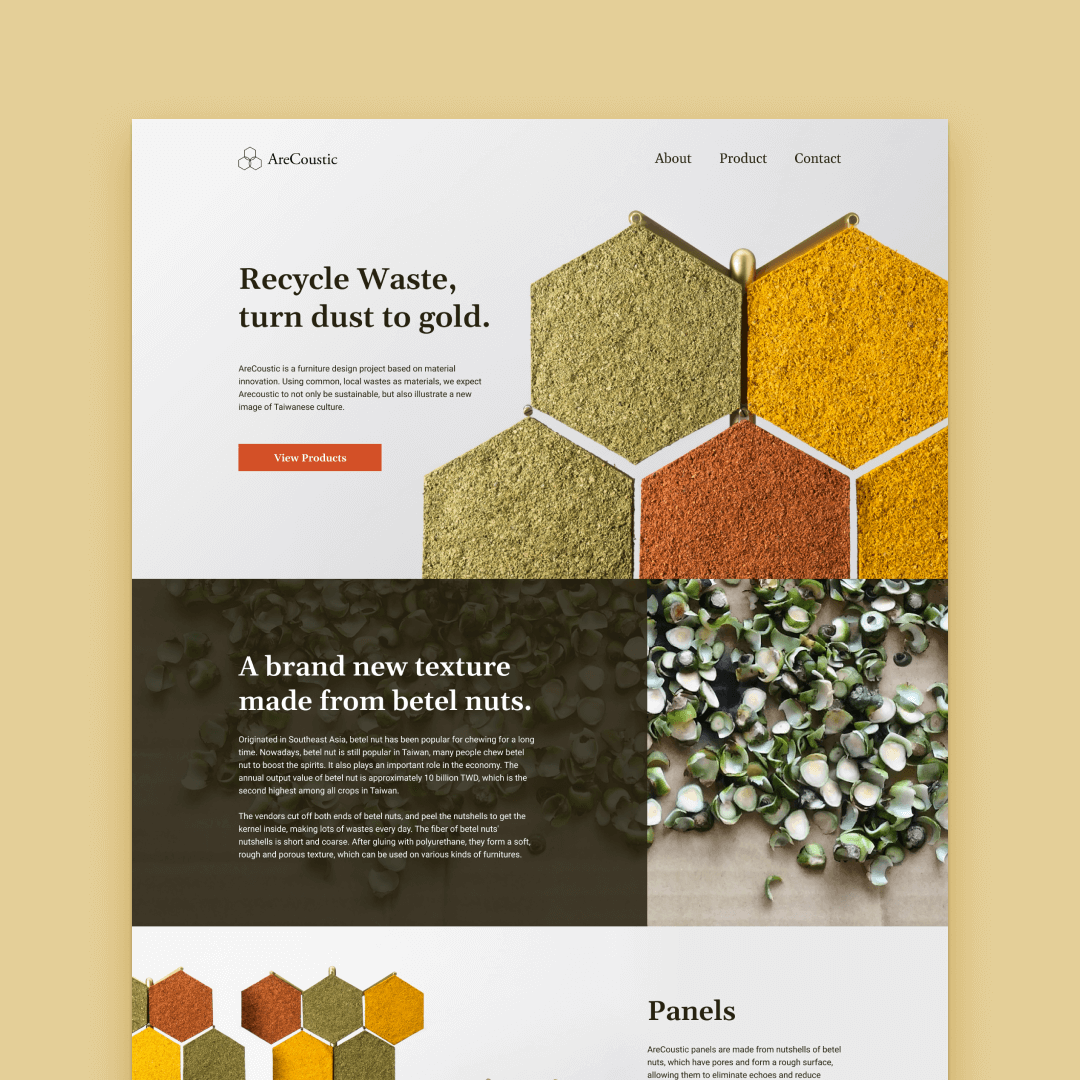 AreCoustic
About Product Contact
Recycle Waste,
turn dust to gold.
AreCoustic is a furniture design project based on material
innovation. Using common, local wastes as materials, we expect
Arecoustic to not only be sustainable, but also illustrate a new
image of Taiwanese culture.
View Products
A brand new texture
made from betel nuts.
Originated in Southeast Asia, betel nut has been popular for chewing for a long
time. Nowadays, betel nut is still popular in Taiwan, many people chew betel
nut to boost the spirits. It also plays an important role in the economy. The
annual output value of betel nut is approximately 10 billion TWD, which is the
second highest among all crops in Taiwan.
The vendors cut off both ends of betel nuts, and peel the nutshells to get the
kernel inside, making lots of wastes every day. The fiber of betel nuts'
nutshells is short and coarse. After gluing with polyurethane, they form a soft,
rough and porous texture, which can be used on various kinds of furnitures.
Panels
AreCoustic panels are made from nutshells of betel
nuts, which have pores and form a rough surface,
allowing them to eliminate echoes and reduce